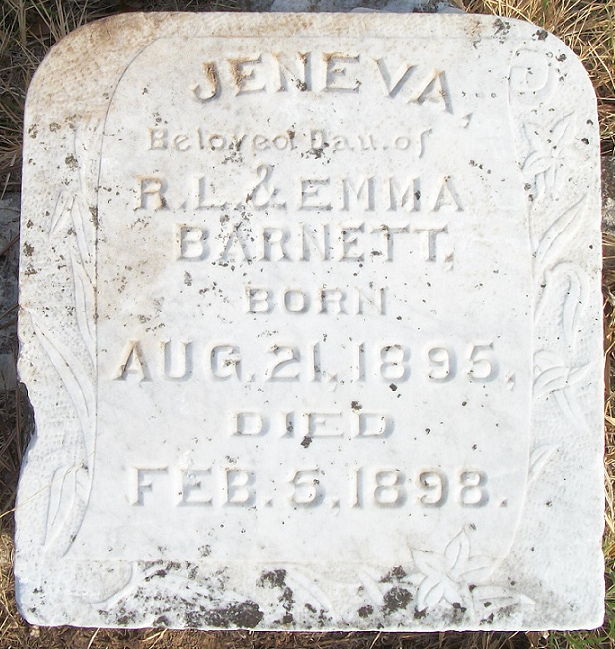 JENEVA,
Beloved Dau. of
R.L. & EMMA
BARNETT.
BORN
AUG. 21, 1895,
DIED
FEB. 5, 1898.